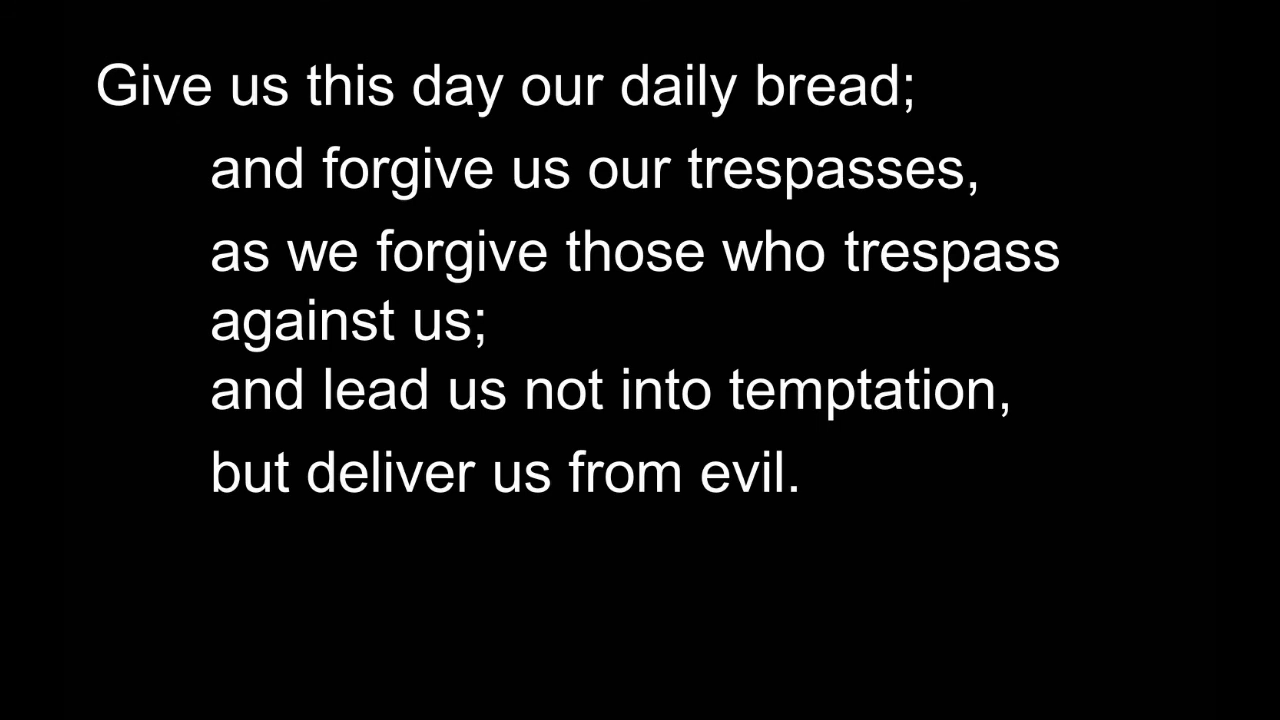 Give us this day our daily bread;
and forgive us our trespasses,
as we forgive those who trespass
against us;
and lead us not into temptation,
but deliver us from evil.